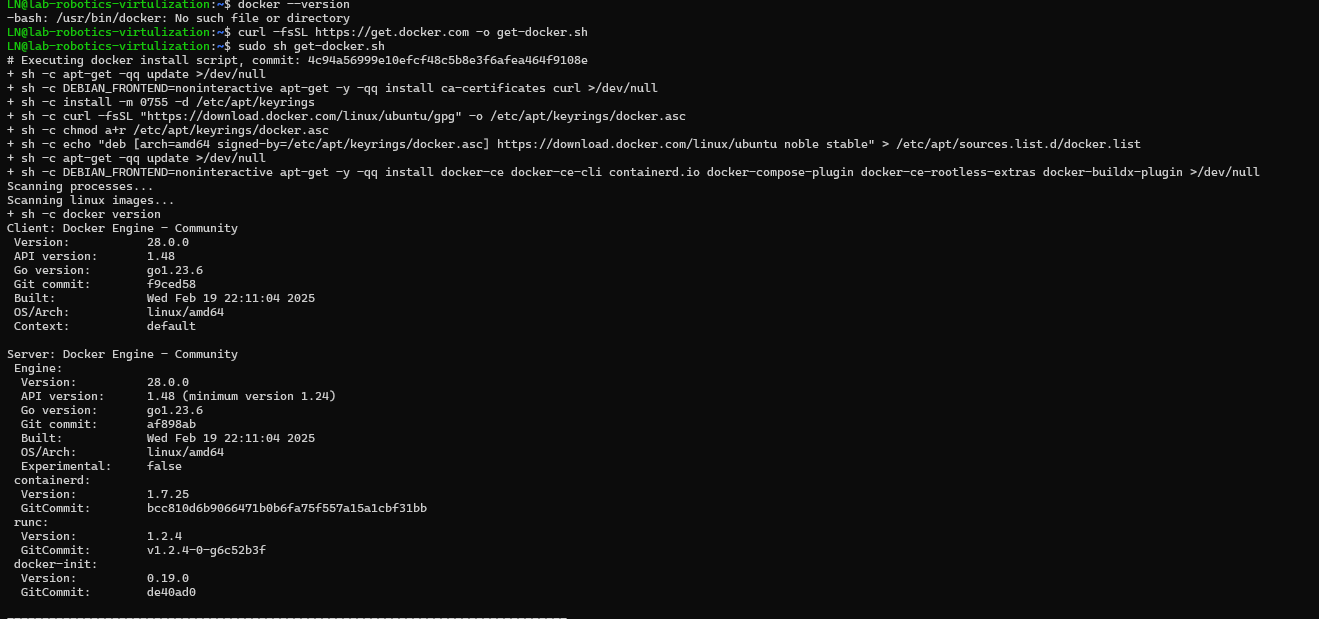 LN@lab-robotics-virtulization:~$ docker --version
-bash: /usr/bin/docker: No such file or directory
LN@lab-robotics-virtulization:~$ curl -fsSL https://get.docker.com -o get-docker.sh
LN@lab-robotics-virtulization:~$ sudo sh get-docker.sh
# Executing docker install script, commit: 4c94a56999e10efcf48c5b8e3f6afea464f9108e
+ sh -c apt-get -qq update >/dev/null
+ sh -c DEBIAN_FRONTEND=noninteractive apt-get -y -qq install ca-certificates curl >/dev/null
+ sh -c install -m 0755 -d /etc/apt/keyrings
+ sh -c curl -fsSL "https://download.docker.com/linux/ubuntu/gpg" -o /etc/apt/keyrings/docker.asc
+ sh -c chmod a+r /etc/apt/keyrings/docker.asc
+ sh -c echo "deb [arch=amd64 signed-by=/etc/apt/keyrings/docker.asc] https://download.docker.com/linux/ubuntu noble stable" > /etc/apt/sources.list.d/docker.list
+ sh -c apt-get -qq update >/dev/null
+ sh -c DEBIAN_FRONTEND=noninteractive apt-get -y -qq install docker-ce docker-ce-cli containerd.io docker-compose-plugin docker-ce-rootless-extras docker-buildx-plugin >/dev/null
Scanning processes...
Scanning linux images...
+ sh -c docker version
Client: Docker Engine - Community
 Version:           28.0.0
 API version:       1.48
 Go version:        go1.23.6
 Git commit:        f9ced58
 Built:             Wed Feb 19 22:11:04 2025
 OS/Arch:           linux/amd64
 Context:           default

Server: Docker Engine - Community
 Engine:
  Version:          28.0.0
  API version:      1.48 (minimum version 1.24)
  Go version:       go1.23.6
  Git commit:       af898ab
  Built:            Wed Feb 19 22:11:04 2025
  OS/Arch:          linux/amd64
  Experimental:     false
 containerd:
  Version:          1.7.25
  GitCommit:        bcc810d6b9066471b0b6fa75f557a15a1cbf31bb
 runc:
  Version:          1.2.4
  GitCommit:        v1.2.4-0-g6c52b3f
 docker-init:
  Version:          0.19.0
  GitCommit:        de40ad0